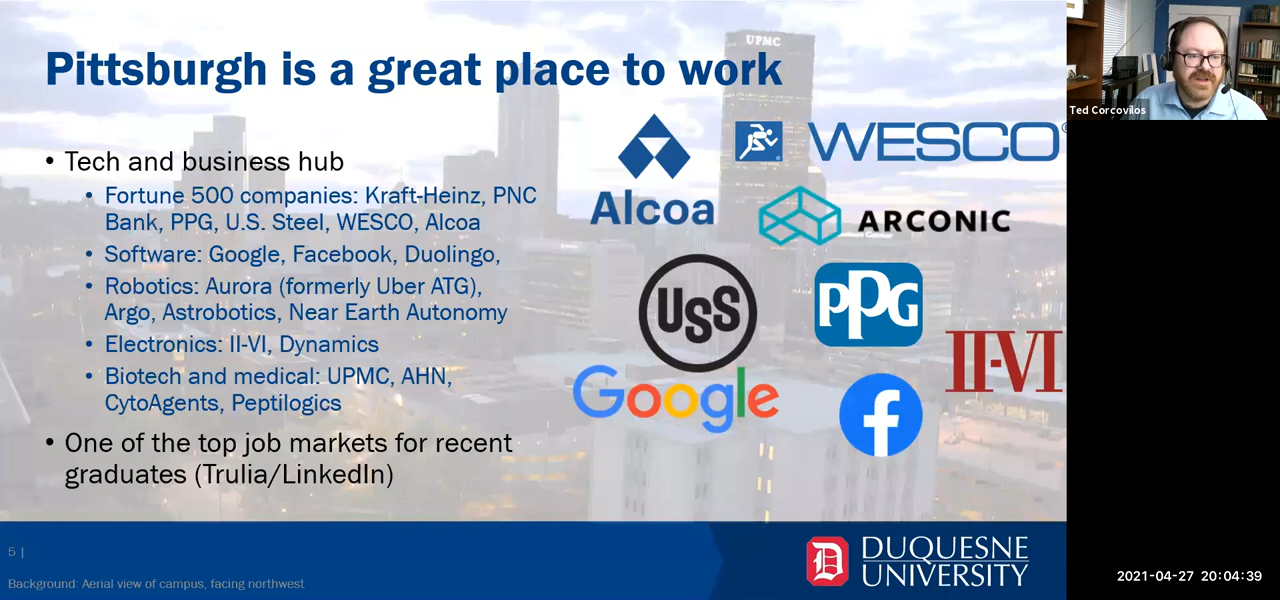 Pittsburgh is a great place to work
• Tech and business hub
• Fortune 500 companies: Kraft-Heinz, PNC
Bank, PPG, U.S. Steel, WESCO, Alcoa
• Software: Google, Facebook, Duolingo,
• Robotics: Aurora (formerly Uber ATG),
Argo, Astrobotics, Near Earth Autonomy
• Electronics: II-VI, Dynamics
• Biotech and medical: UPMC, AHN,
CytoAgents, Peptilogics
• One of the top job markets for recent
graduates (Trulia/LinkedIn)
UPMC
Alcoa
WESCO®
ARCONIC
USS
PPG
II-VI
Google
f
5 |
Background: Aerial view of campus, facing northwest
D
DUQUESNE
UNIVERSITY
Ted Corcovilos
2021-04-27 20:04:39